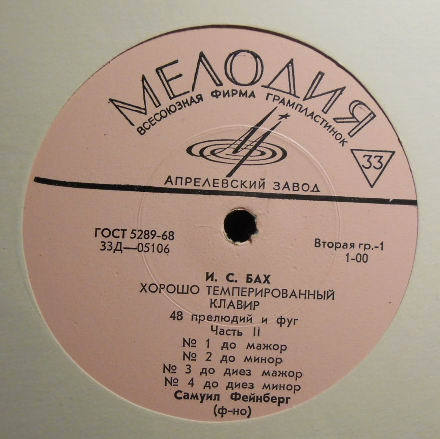 МЕЛОДИЯ
ВСЕСОЮЗНАЯ ФИРМА ГРАМПЛАСТИНОК
33
АПРЕЛЕВСКИЙ ЗАВОД
ГОСТ 5289-68
33Д—05106
Вторая гр.-1
1-00
И. С. БАХ
ХОРОШО ТЕМПЕРИРОВАННЫЙ
КЛАВИР
48 прелюдий и фуг
Часть II
№ 1 до мажор
№ 2 до минор
№ 3 до диез мажор
№ 4 до диез минор
Самуил Фейнберг
(ф-но)